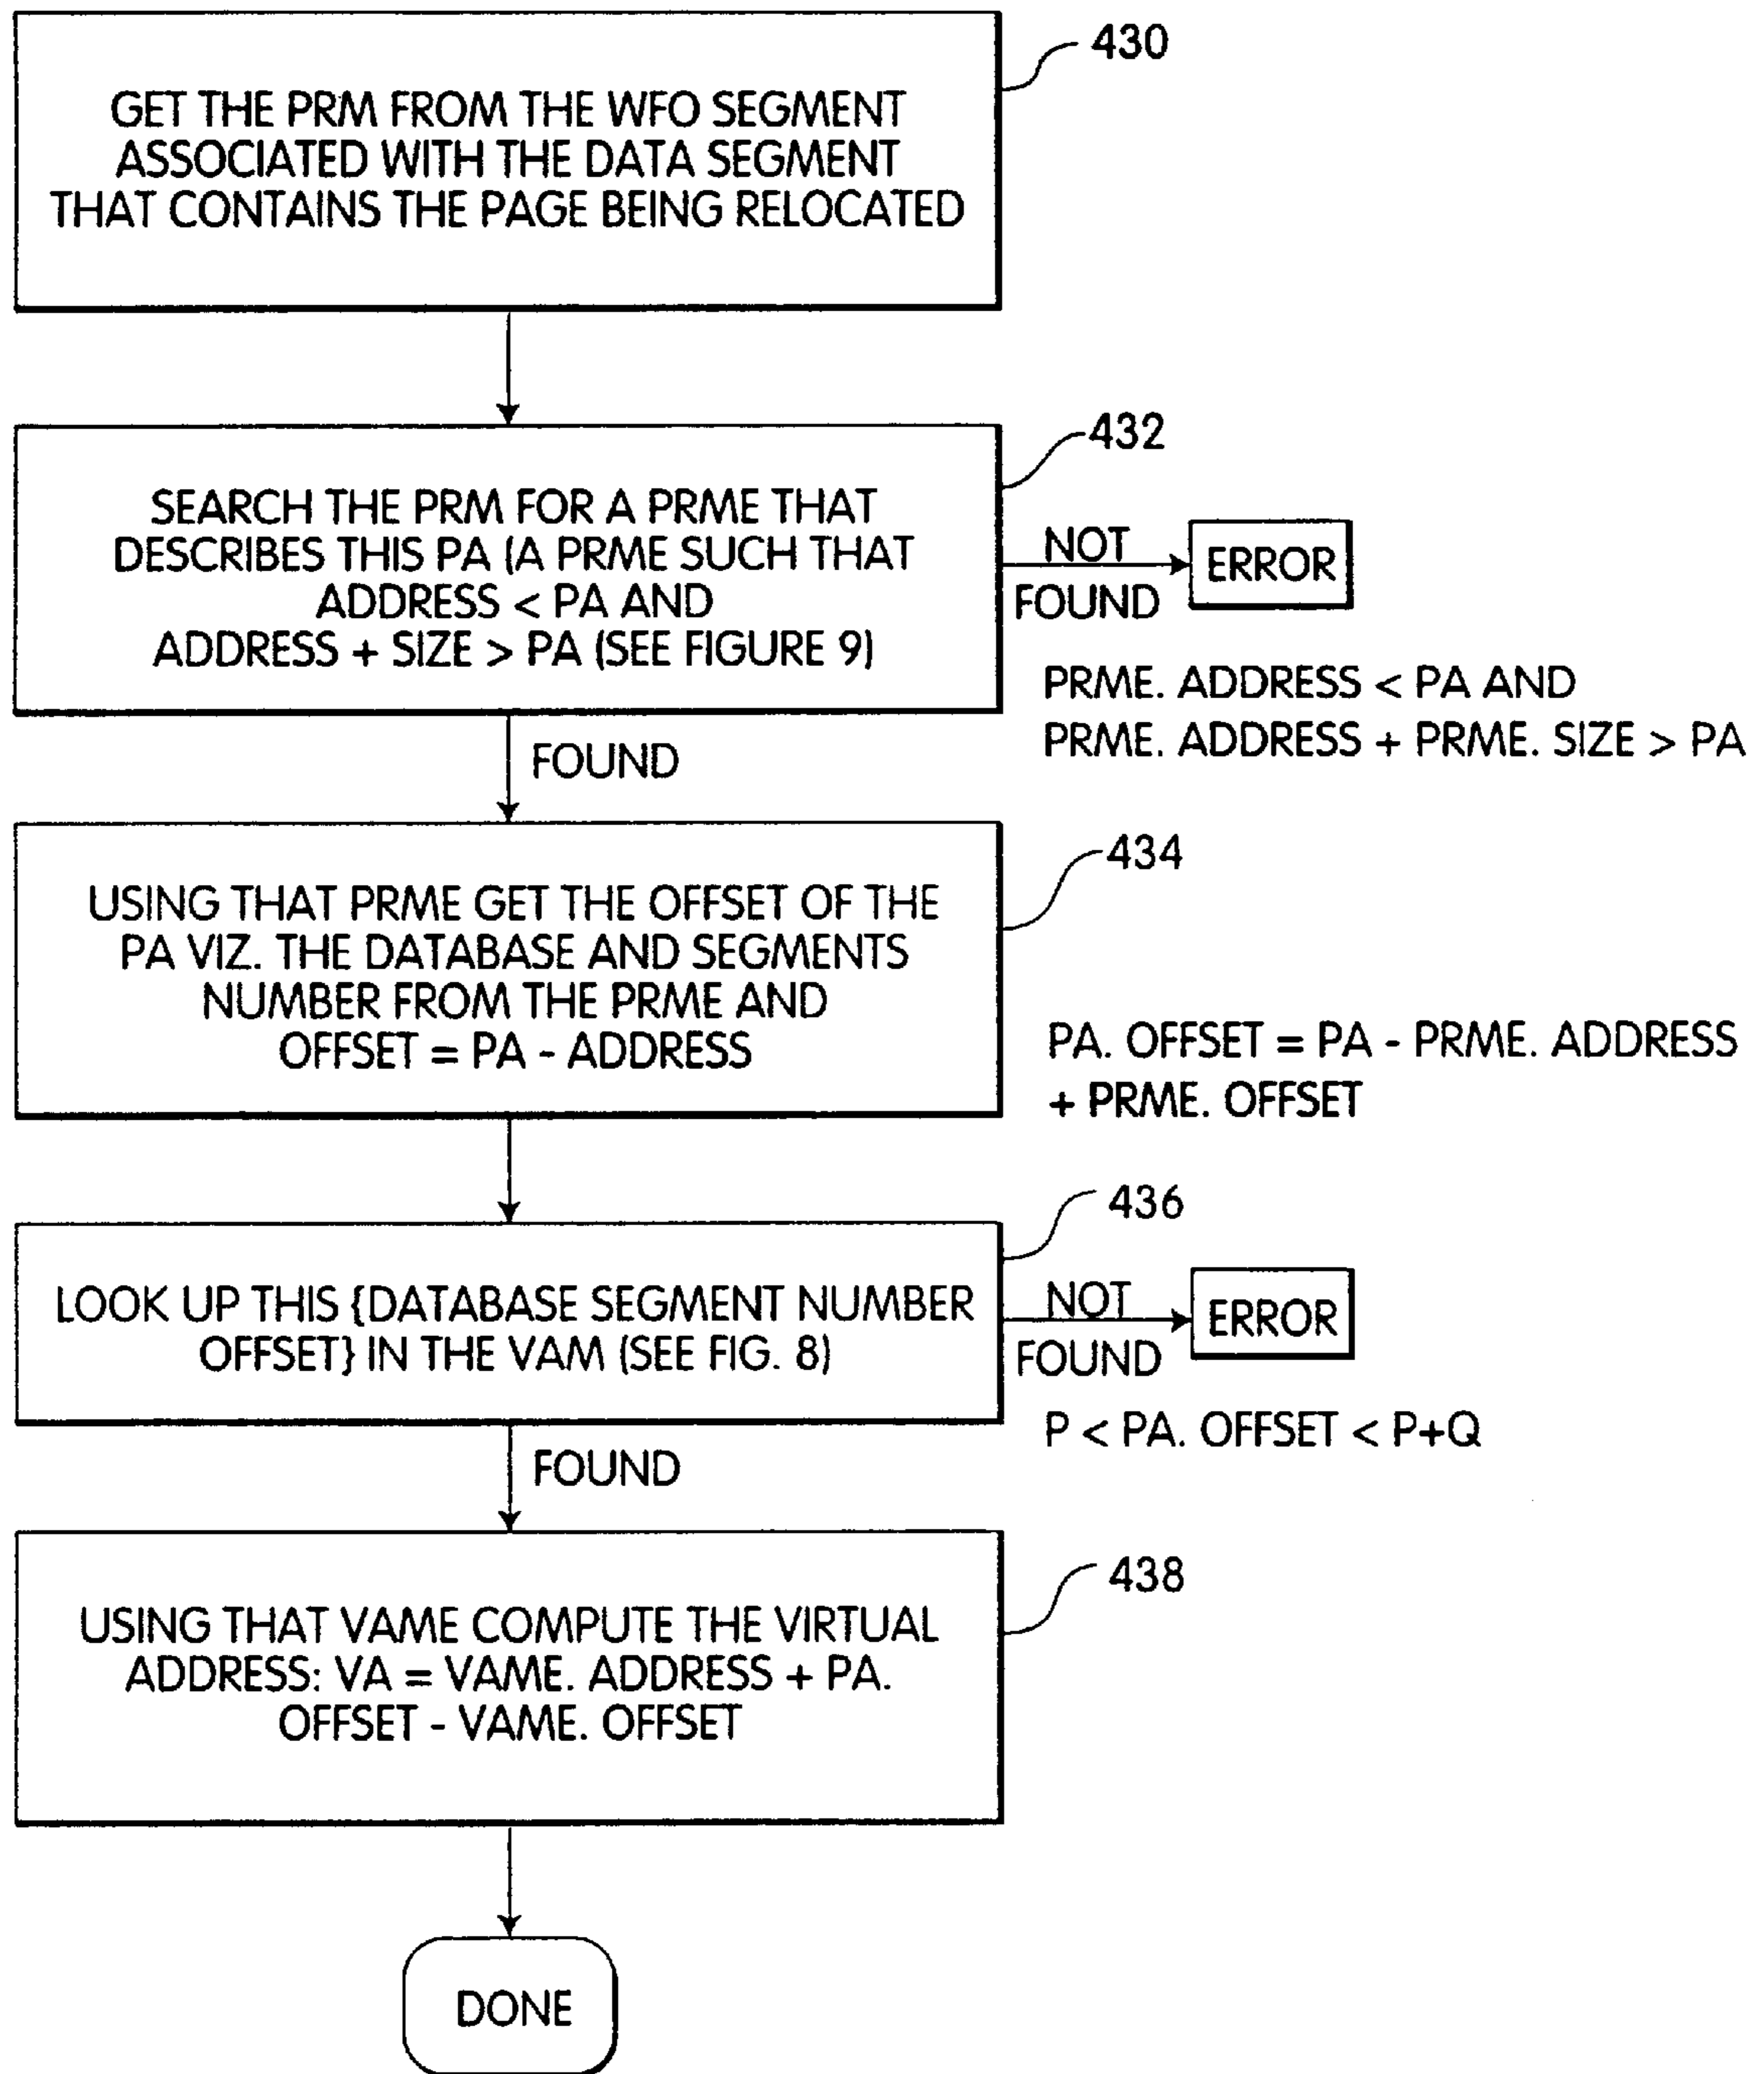 430
GET THE PRM FROM THE WFO SEGMENT
ASSOCIATED WITH THE DATA SEGMENT
THAT CONTAINS THE PAGE BEING RELOCATED
432
SEARCH THE PRM FOR A PRME THAT
DESCRIBES THIS PA (A PRME SUCH THAT
ADDRESS < PA AND
ADDRESS + SIZE > PA (SEE FIGURE 9)
NOT
FOUND
ERROR
PRME. ADDRESS < PA AND
PRME. ADDRESS + PRME. SIZE > PA
FOUND
434
USING THAT PRME GET THE OFFSET OF THE
PA VIZ. THE DATABASE AND SEGMENTS
NUMBER FROM THE PRME AND
OFFSET = PA - ADDRESS
PA. OFFSET = PA - PRME. ADDRESS
+ PRME. OFFSET
436
LOOK UP THIS {DATABASE SEGMENT NUMBER
OFFSET} IN THE VAM (SEE FIG. 8)
NOT
FOUND
ERROR
P < PA. OFFSET < P+Q
FOUND
438
USING THAT VAME COMPUTE THE VIRTUAL
ADDRESS: VA = VAME. ADDRESS + PA.
OFFSET - VAME. OFFSET
DONE